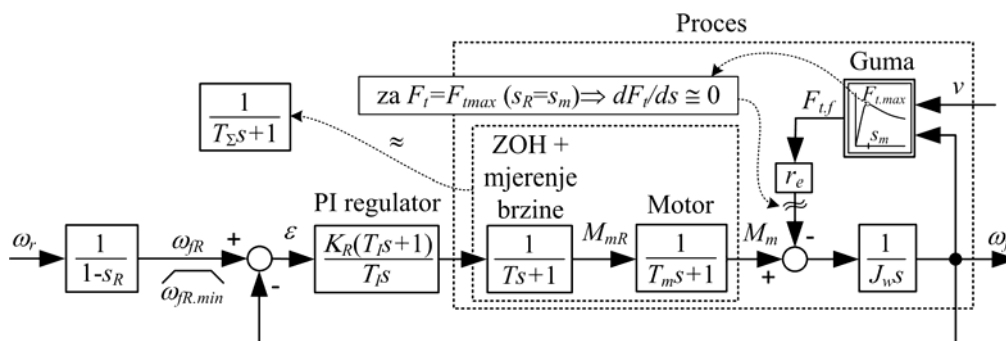 Proces
Guma
za F_t=F_tmax (s_R=s_m)⇒ dF_t/ds ≅ 0
F_t.max
s_m
v
F_t.f
1
T_Σs+1
≈
ZOH +
mjerenje
brzine
r_e
PI regulator
Motor
ω_r
1
1-s_R
ω_fR
ω_fR.min
+
-
ε
K_R(T_Is+1)
T_Is
1
Ts+1
M_mR
1
T_ms+1
M_m
+
-
1
J_ws